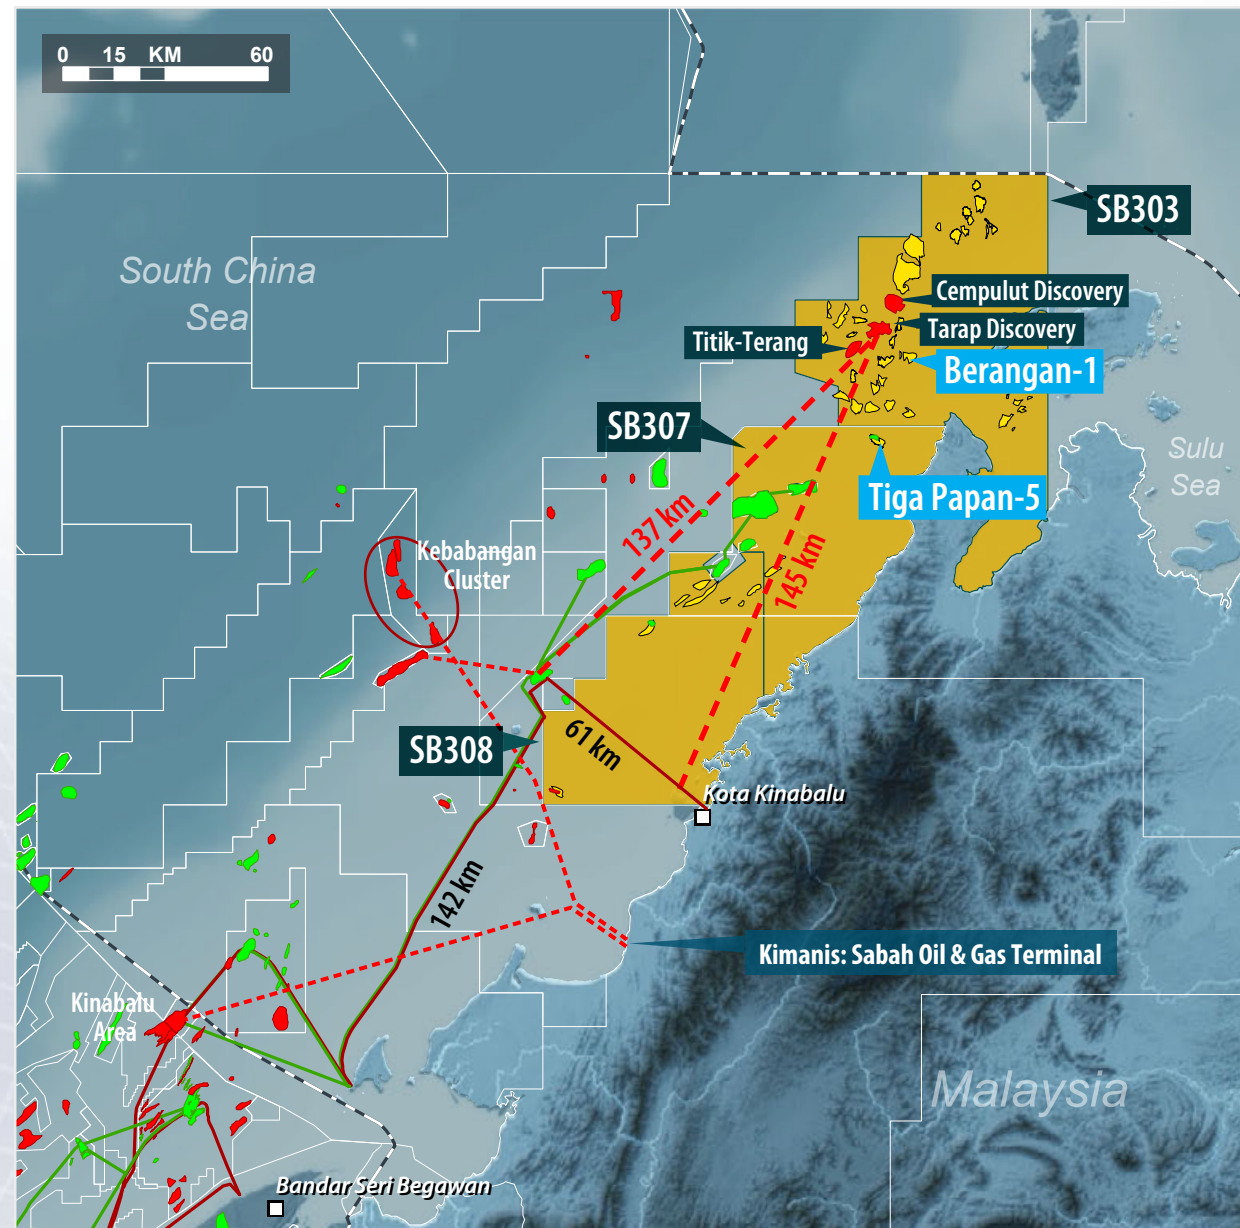 0 15 KM 60
SB303
South China
Sea
Cempulut Discovery
Tarap Discovery
Titik-Terang
Berangan-1
SB307
Sulu
Sea
Tiga Papan-5
137 km
Kebabangan
Cluster
145 km
SB308
61 km
Kota Kinabalu
142 km
Kimanis: Sabah Oil & Gas Terminal
Kinabalu
Area
Malaysia
Bandar Seri Begawan